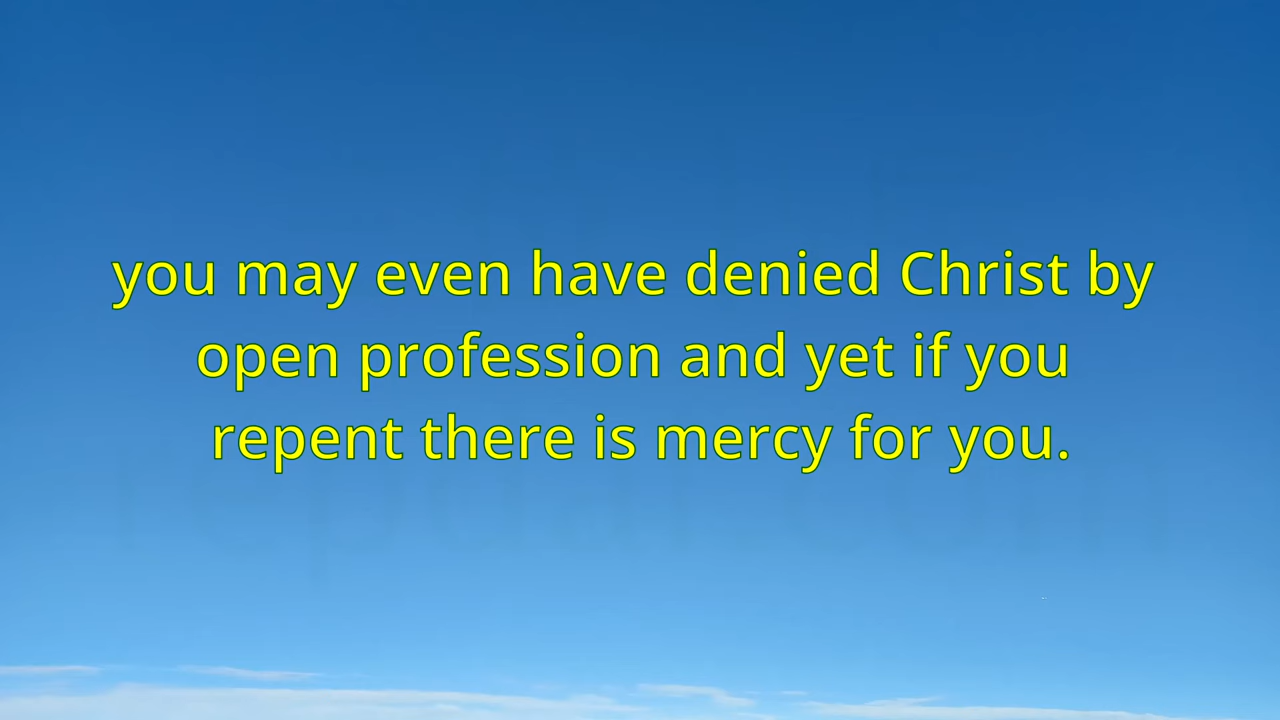 you may even have denied Christ by
open profession and yet if you
repent there is mercy for you.